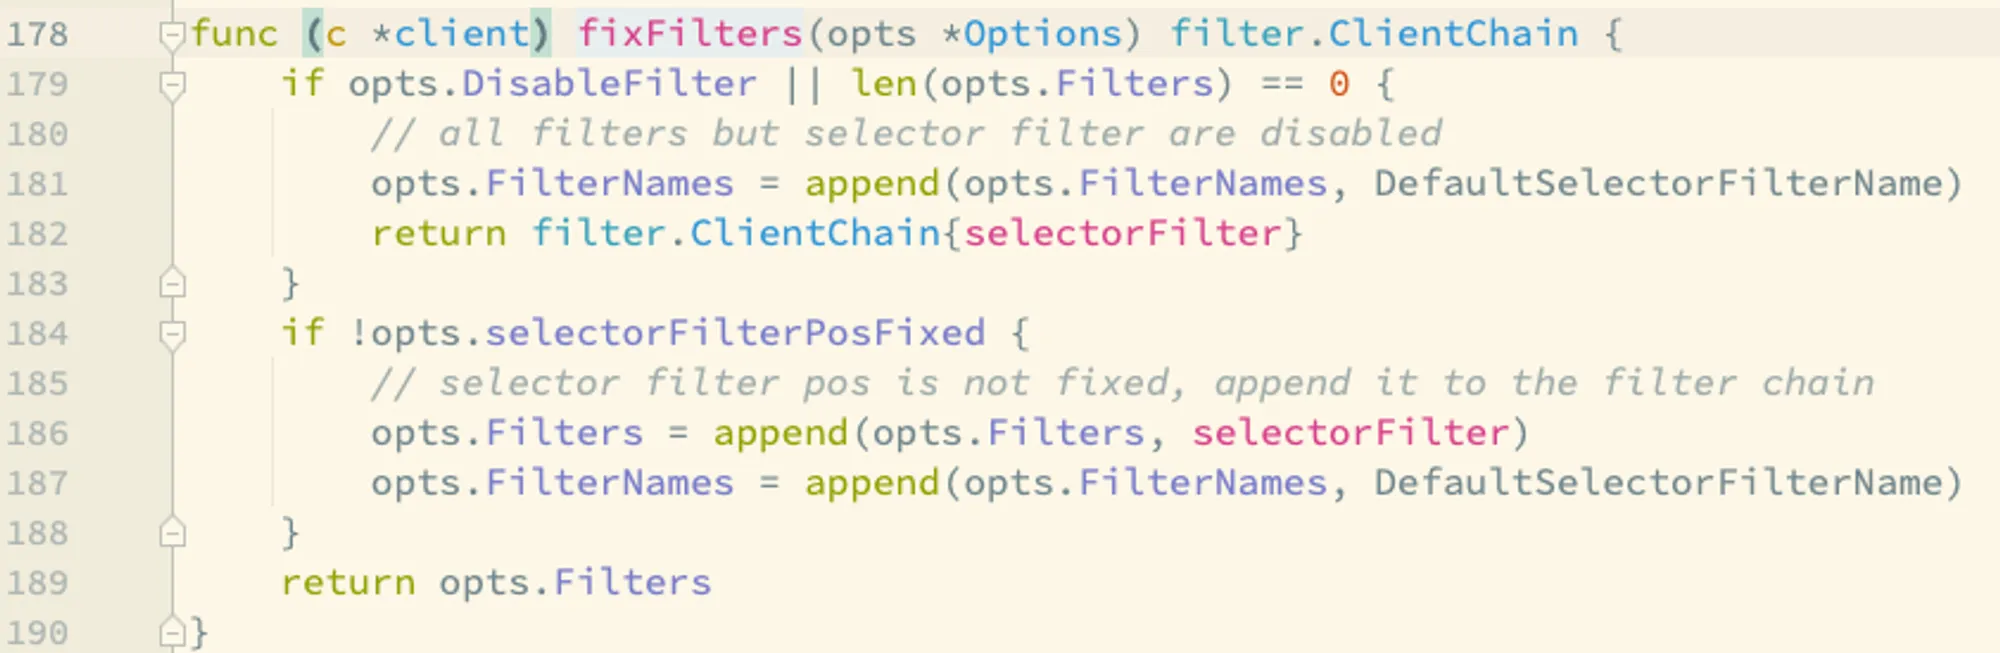 178 func (c *client) fixFilters(opts *Options) filter.ClientChain {
179 if opts.DisableFilter || len(opts.Filters) == 0 {
180 // all filters but selector filter are disabled
181 opts.FilterNames = append(opts.FilterNames, DefaultSelectorFilterName)
182 return filter.ClientChain{selectorFilter}
183 }
184 if !opts.selectorFilterPosFixed {
185 // selector filter pos is not fixed, append it to the filter chain
186 opts.Filters = append(opts.Filters, selectorFilter)
187 opts.FilterNames = append(opts.FilterNames, DefaultSelectorFilterName)
188 }
189 return opts.Filters
190 }